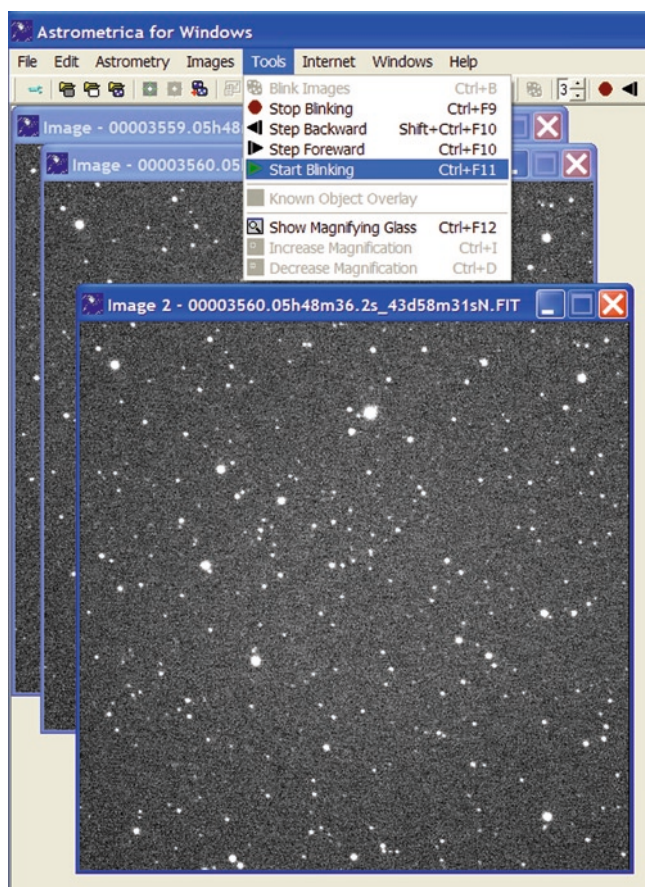 Astrometrica for Windows
File Edit Astrometry Images Tools Internet Windows Help
3
Blink Images Ctrl+B
Stop Blinking Ctrl+F9
Step Backward Shift+Ctrl+F10
Step Foreward Ctrl+F10
Start Blinking Ctrl+F11
Known Object Overlay
Show Magnifying Glass Ctrl+F12
Increase Magnification Ctrl+I
Decrease Magnification Ctrl+D
Image - 00003559.05h48
Image - 00003560.05
Image 2 - 00003560.05h48m36.2s_43d58m31sN.FIT